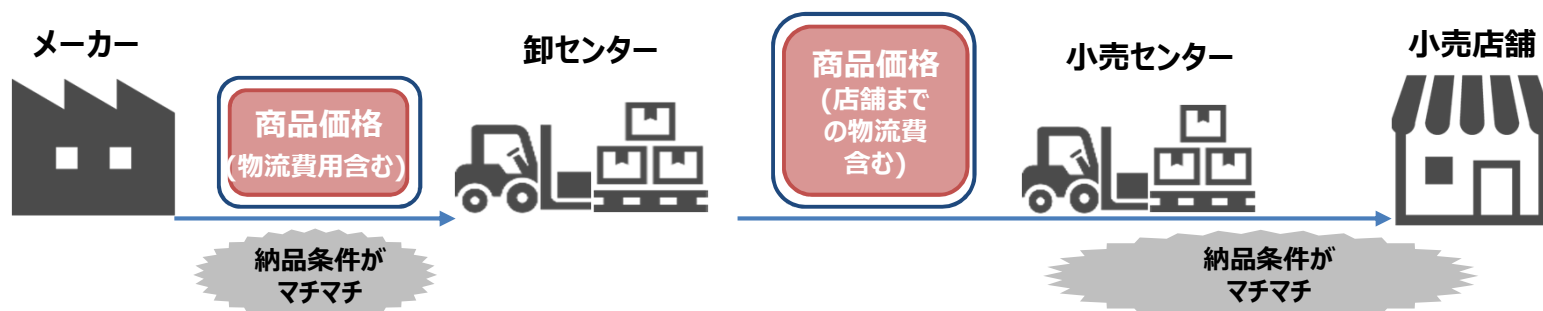 メーカー
商品価格
(物流費用含む)
卸センター
商品価格
(店舗まで
の物流費
含む)
小売センター
小売店舗
納品条件が
マチマチ
納品条件が
マチマチ